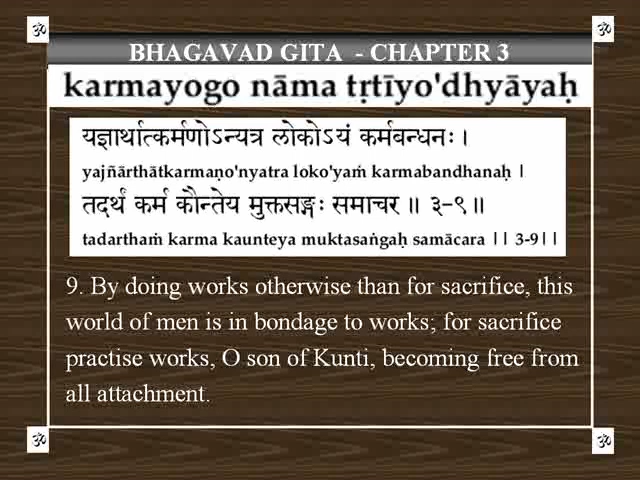 ॐ ॐ
BHAGAVAD GITA - CHAPTER 3
karmayogo nāma tṛtīyo'dhyāyaḥ
यज्ञार्थात्कर्मणोऽन्यत्र लोकोऽयं कर्मबन्धनः ।
yajñārthātkarmaṇo'nyatra loko'yaṁ karmabandhanaḥ |
तदर्थं कर्म कौन्तेय मुक्तसङ्गः समाचर ॥ ३-९॥
tadarthaṁ karma kaunteya muktasaṅgaḥ samācara || 3-9||
9. By doing works otherwise than for sacrifice, this
world of men is in bondage to works; for sacrifice
practise works, O son of Kunti, becoming free from
all attachment.
ॐ ॐ